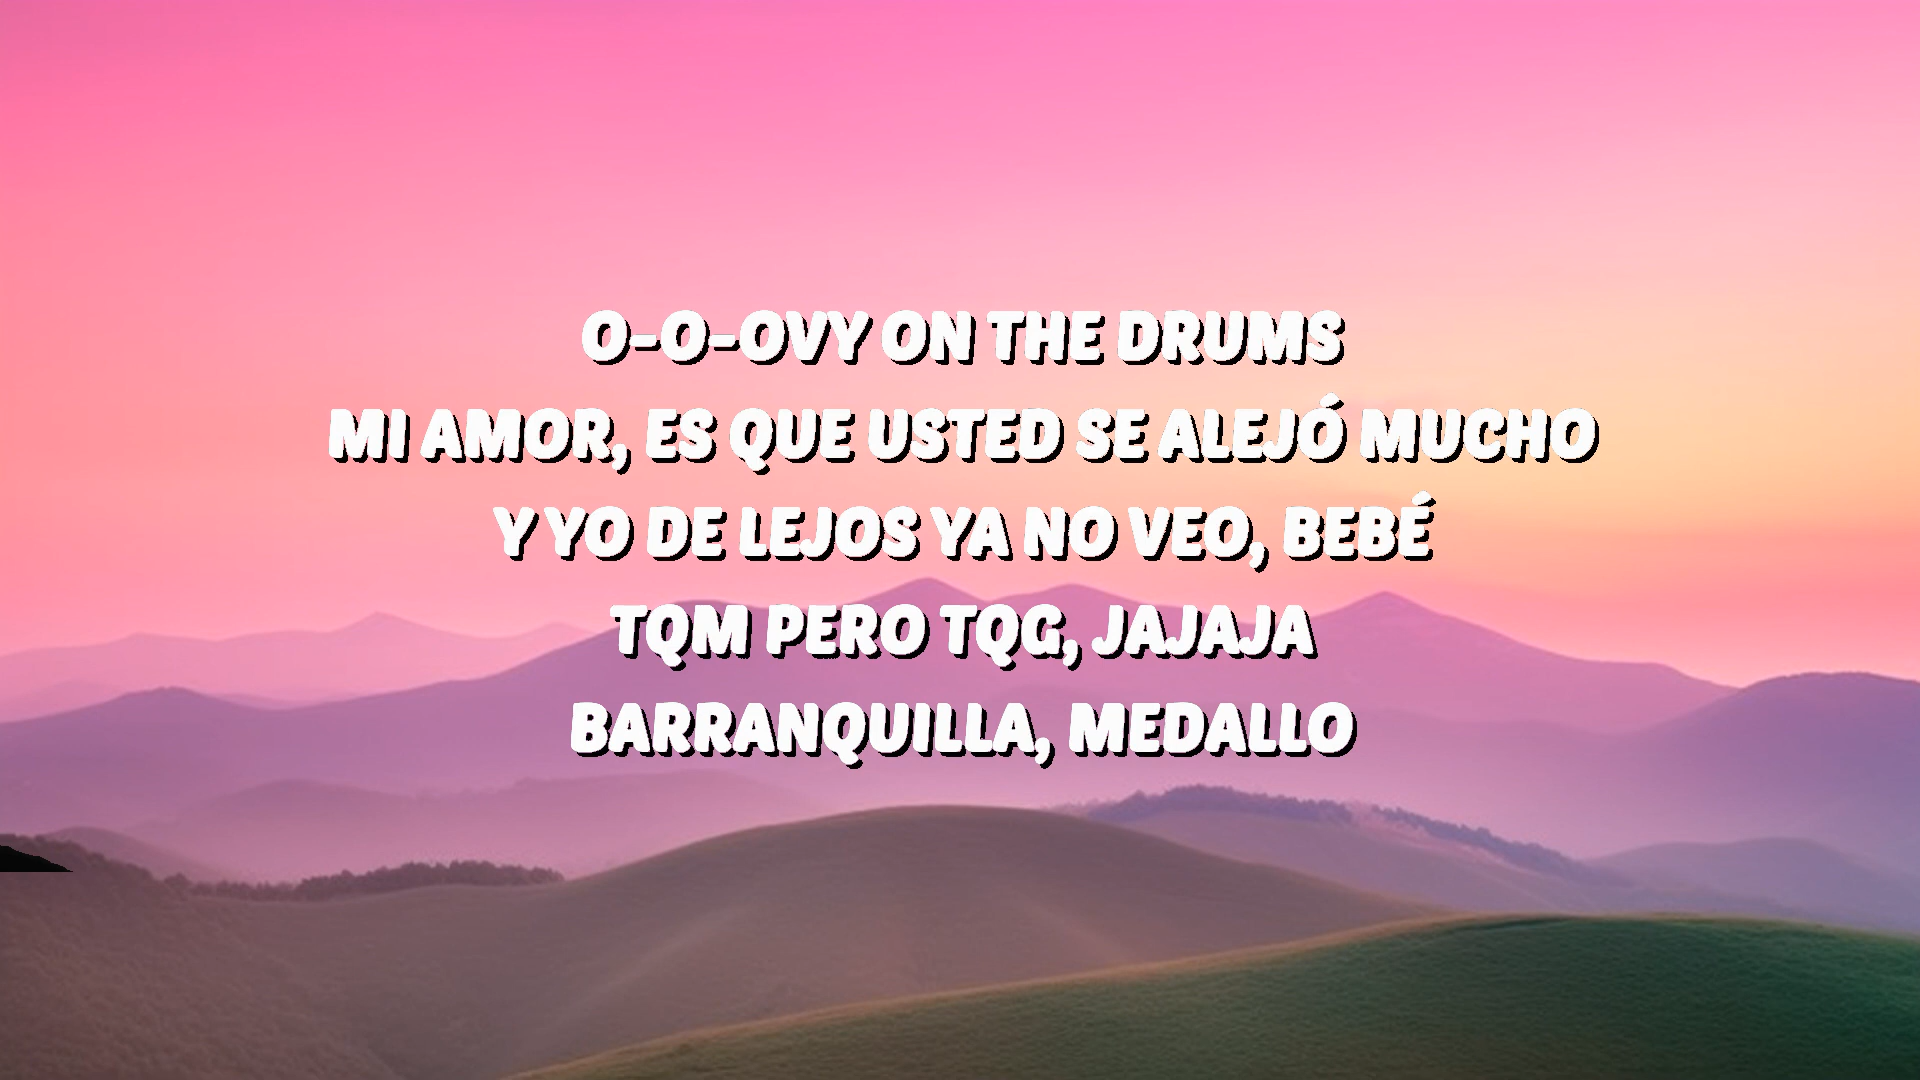 O-O-OVY ON THE DRUMS
MI AMOR, ES QUE USTED SE ALEJÓ MUCHO
Y YO DE LEJOS YA NO VEO, BEBÉ
TQM PERO TQG, JAJAJA
BARRANQUILLA, MEDALLO